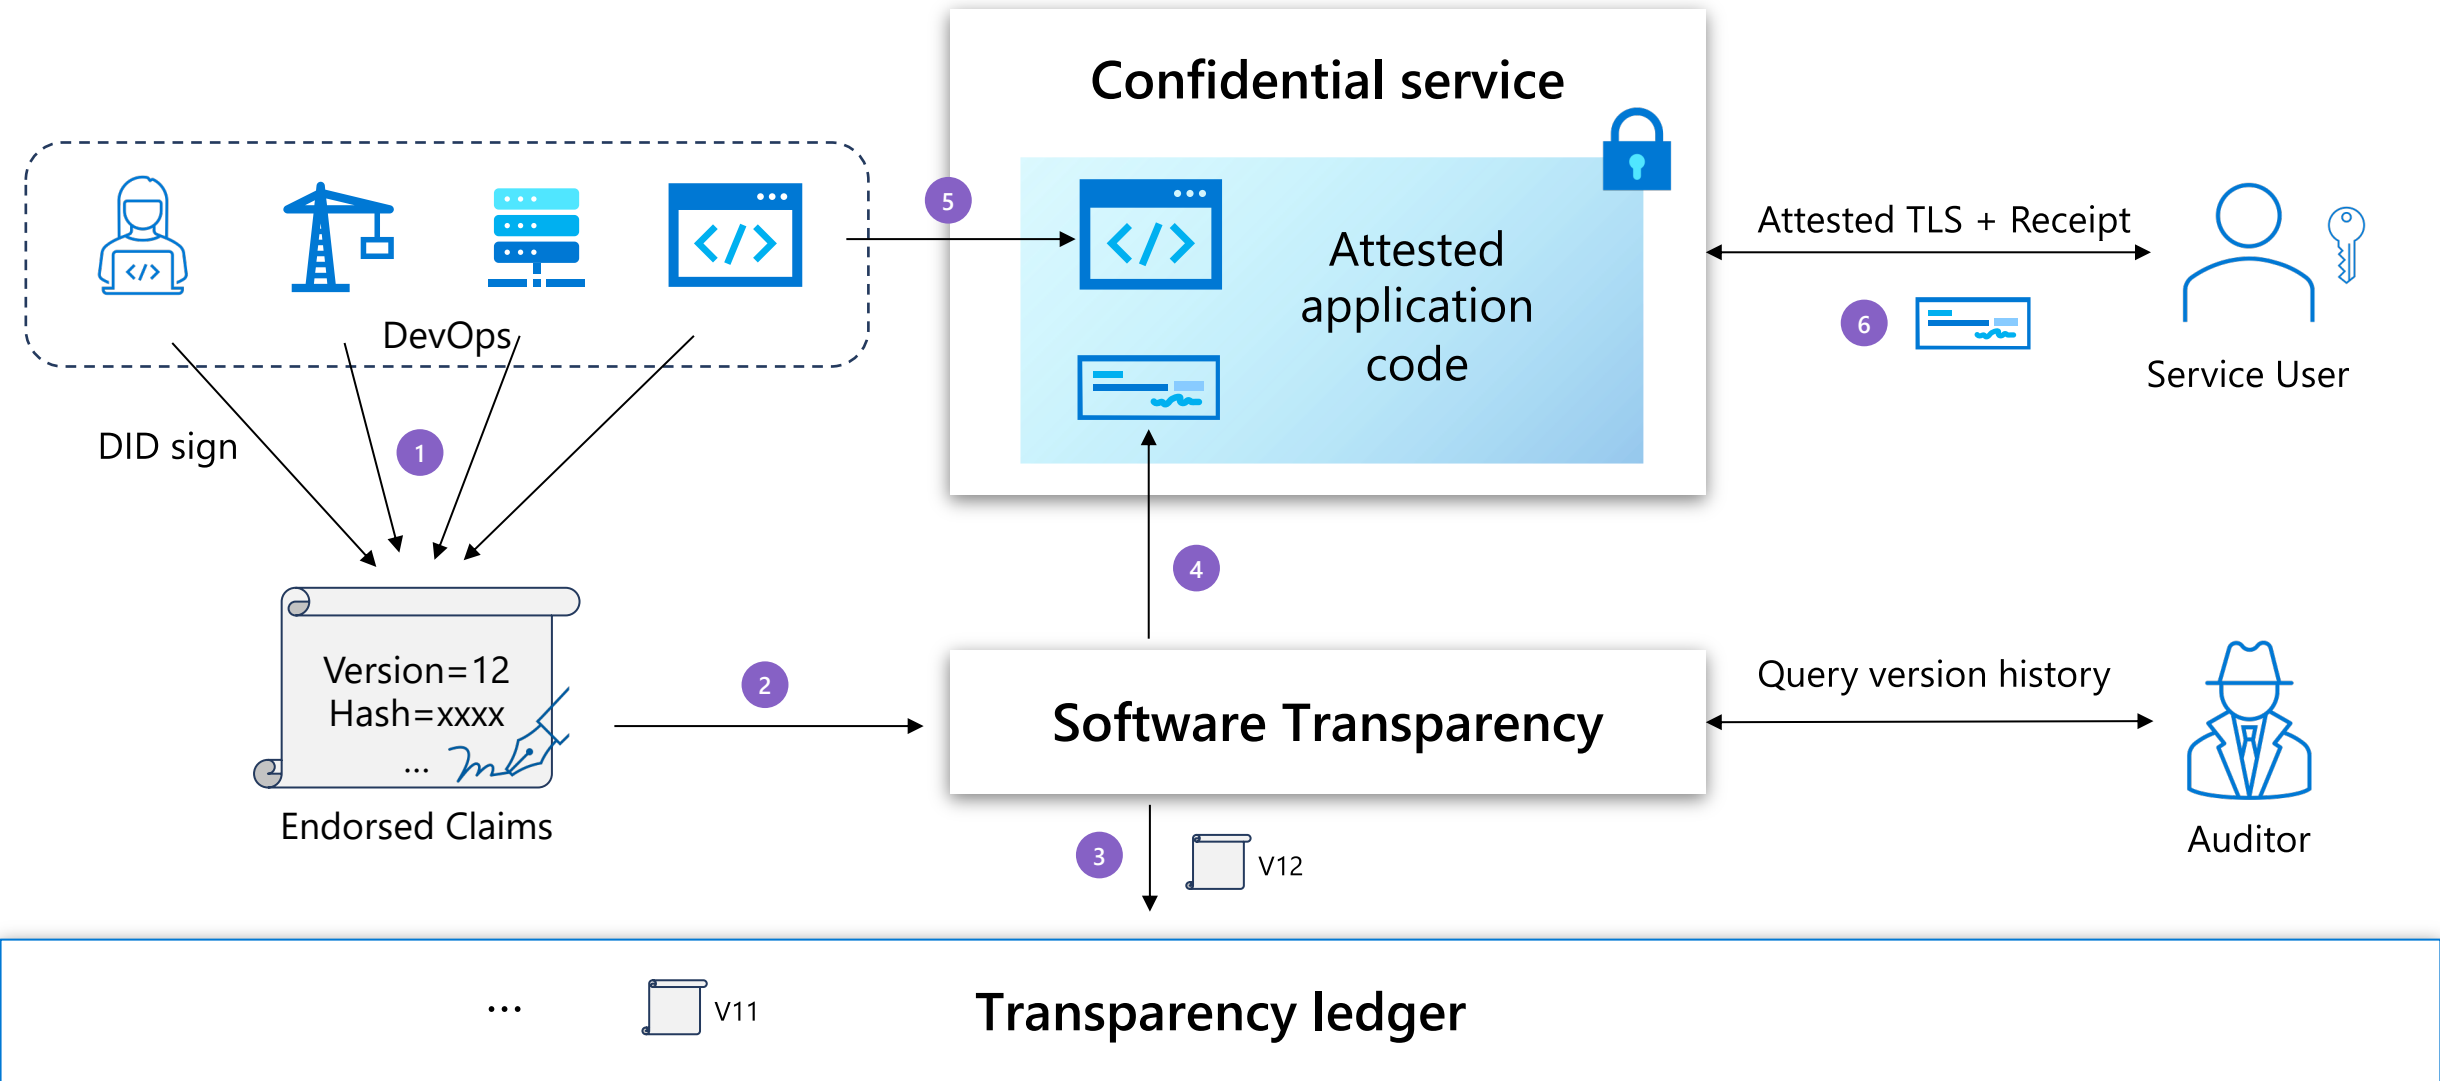 Confidential service
5
Attested
application
code
Attested TLS + Receipt
6
Service User
DevOps
DID sign
1
4
Version=12
Hash=xxxx
...
Endorsed Claims
2
Software Transparency
Query version history
Auditor
3
V12
...
V11
Transparency ledger